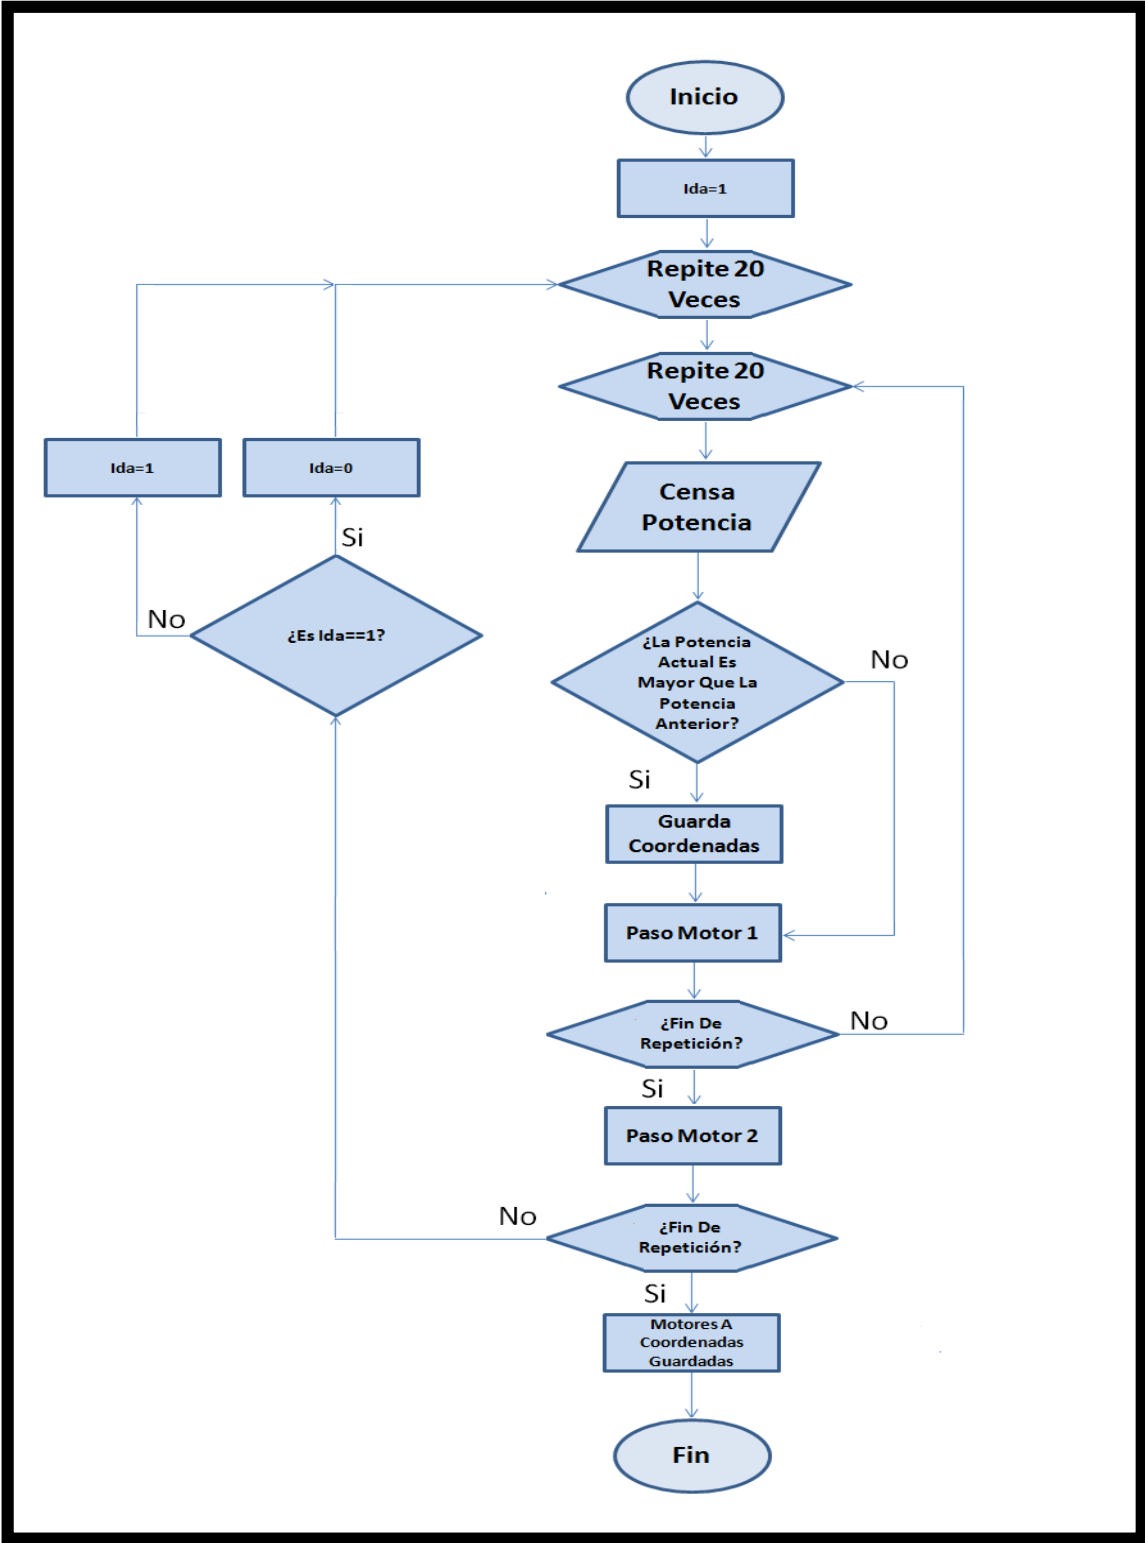 Inicio
Ida=1
Repite 20
Veces
Repite 20
Veces
Ida=1
Ida=0
Censa
Potencia
Si
No
¿Es Ida==1?
¿La Potencia
Actual Es
Mayor Que La
Potencia
Anterior?
No
Si
Guarda
Coordenadas
Paso Motor 1
¿Fin De
Repetición?
No
Si
Paso Motor 2
No
¿Fin De
Repetición?
Si
Motores A
Coordenadas
Guardadas
Fin